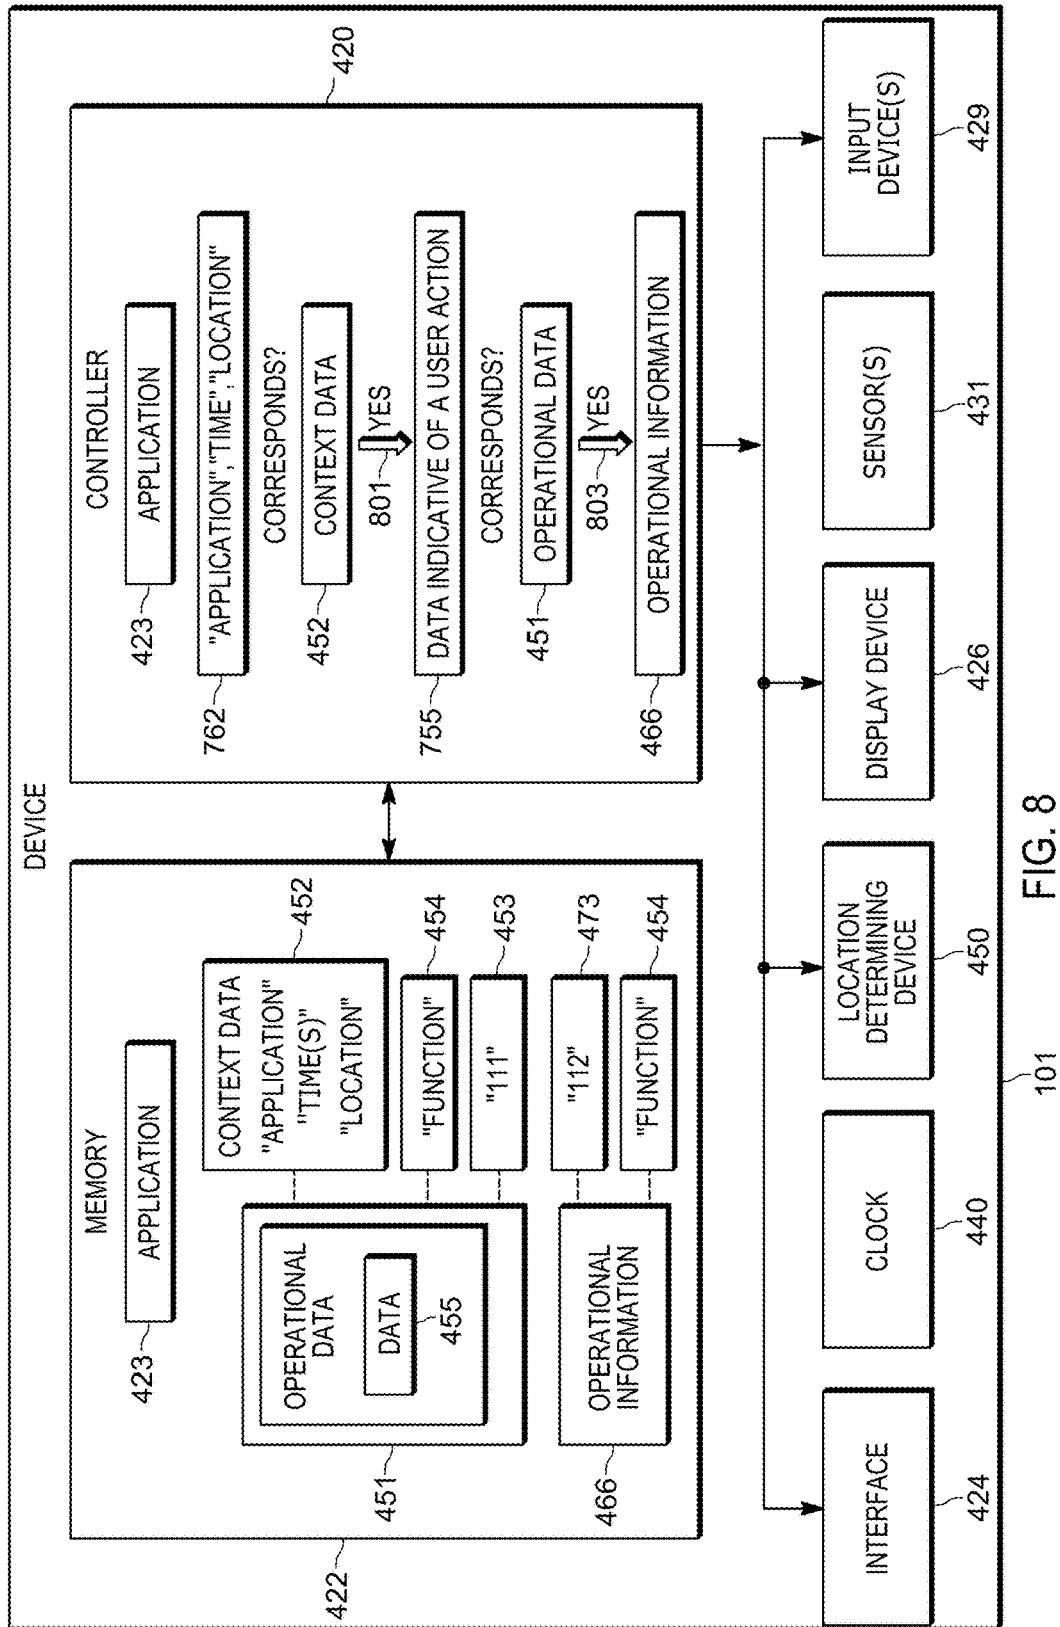 DEVICE
MEMORY
423
APPLICATION
422
451
OPERATIONAL
DATA
DATA
455
CONTEXT DATA
"APPLICATION"
"TIME(S)"
"LOCATION"
452
"FUNCTION"
454
"111"
453
466
OPERATIONAL
INFORMATION
"112"
473
"FUNCTION"
454
CONTROLLER
420
423
APPLICATION
762
"APPLICATION","TIME","LOCATION"
CORRESPONDS?
452
CONTEXT DATA
801
YES
755
DATA INDICATIVE OF A USER ACTION
CORRESPONDS?
451
OPERATIONAL DATA
803
YES
466
OPERATIONAL INFORMATION
INTERFACE
424
CLOCK
440
LOCATION
DETERMINING
DEVICE
450
DISPLAY DEVICE
426
SENSOR(S)
431
INPUT
DEVICE(S)
429
101
FIG. 8